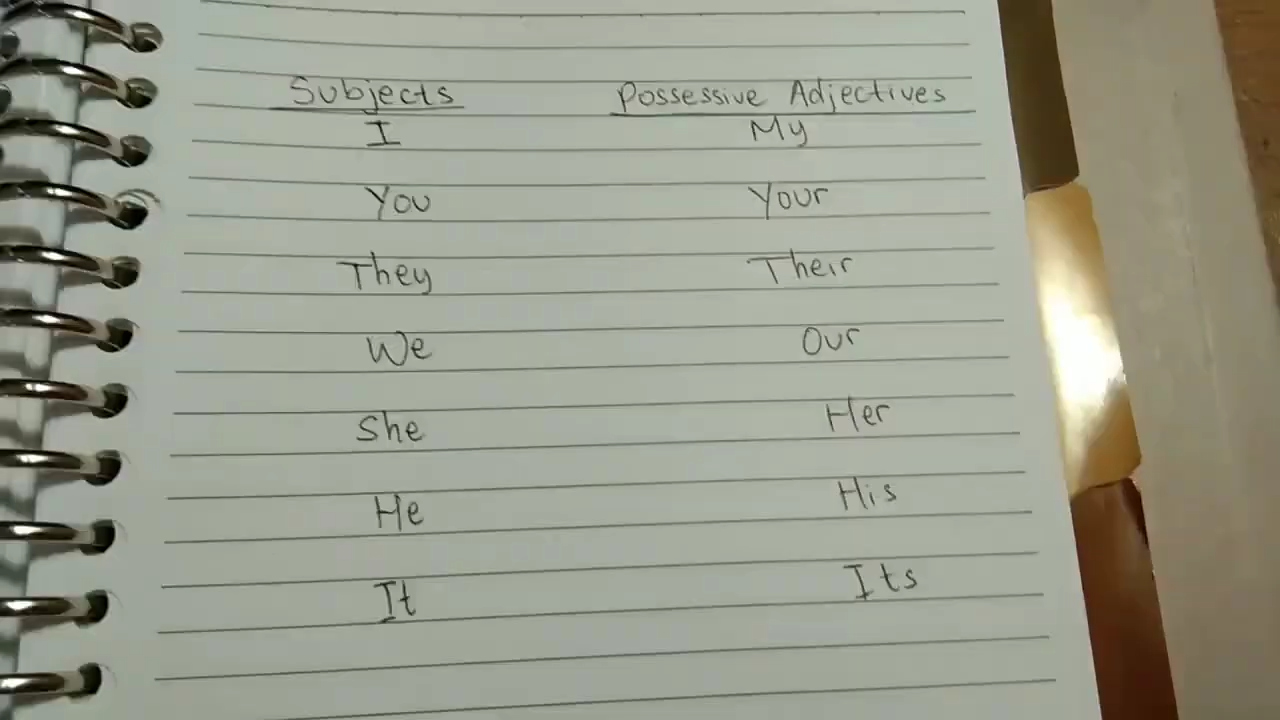 Subjects Possessive Adjectives
I My
You Your
They Their
We Our
She Her
He His
It Its